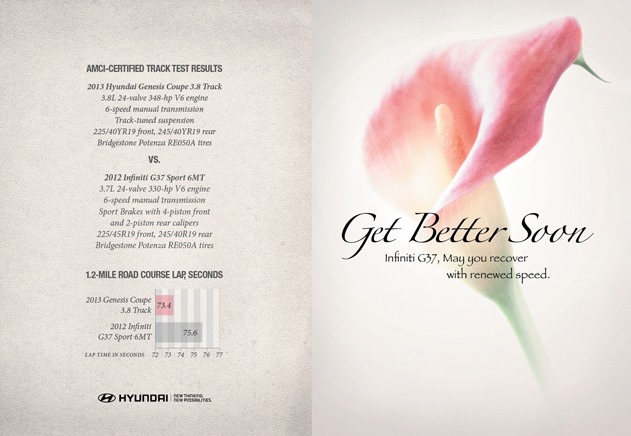 AMCI-CERTIFIED TRACK TEST RESULTS
2013 Hyundai Genesis Coupe 3.8 Track
3.8L 24-valve 348-hp V6 engine
6-speed manual transmission
Track-tuned suspension
225/40YR19 front, 245/40YR19 rear
Bridgestone Potenza RE050A tires
VS.
2012 Infiniti G37 Sport 6MT
3.7L 24-valve 330-hp V6 engine
6-speed manual transmission
Sport Brakes with 4-piston front
and 2-piston rear calipers
225/45R19 front, 245/40R19 rear
Bridgestone Potenza RE050A tires
1.2-MILE ROAD COURSE LAP, SECONDS
2013 Genesis Coupe
3.8 Track
73.4
2012 Infiniti
G37 Sport 6MT
75.6
LAP TIME IN SECONDS 72 73 74 75 76 77
HYUNDAI
NEW THINKING.
NEW POSSIBILITIES.
Get Better Soon
Infiniti G37, May you recover
with renewed speed.